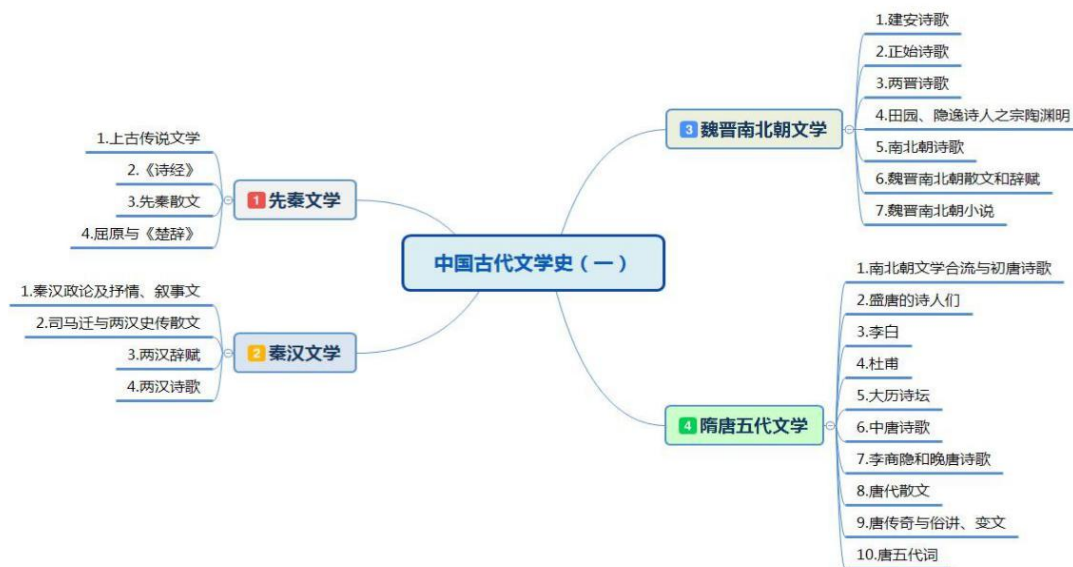 中国古代文学史（一）
1 先秦文学
1.上古传说文学
2.《诗经》
3.先秦散文
4.屈原与《楚辞》
2 秦汉文学
1.秦汉政论及抒情、叙事文
2.司马迁与两汉史传散文
3.两汉辞赋
4.两汉诗歌
3 魏晋南北朝文学
1.建安诗歌
2.正始诗歌
3.两晋诗歌
4.田园、隐逸诗人之宗陶渊明
5.南北朝诗歌
6.魏晋南北朝散文和辞赋
7.魏晋南北朝小说
4 隋唐五代文学
1.南北朝文学合流与初唐诗歌
2.盛唐的诗人们
3.李白
4.杜甫
5.大历诗坛
6.中唐诗歌
7.李商隐和晚唐诗歌
8.唐代散文
9.唐传奇与俗讲、变文
10.唐五代词